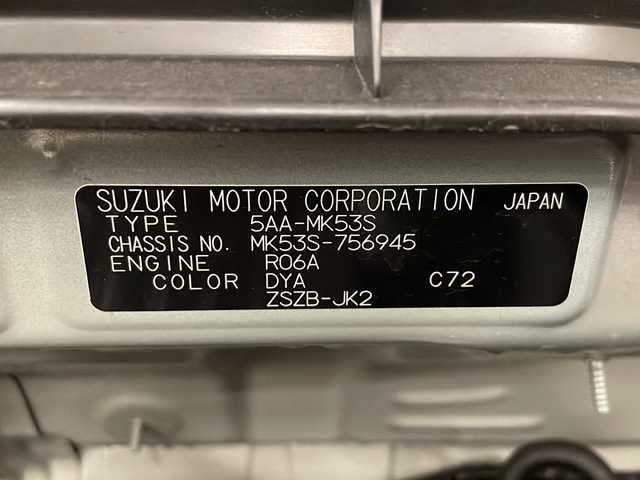 SUZUKI MOTOR CORPORATION JAPAN
TYPE 5AA-MK53S
CHASSIS NO. MK53S-756945
ENGINE R06A
COLOR DYA C72
ZSZB-JK2